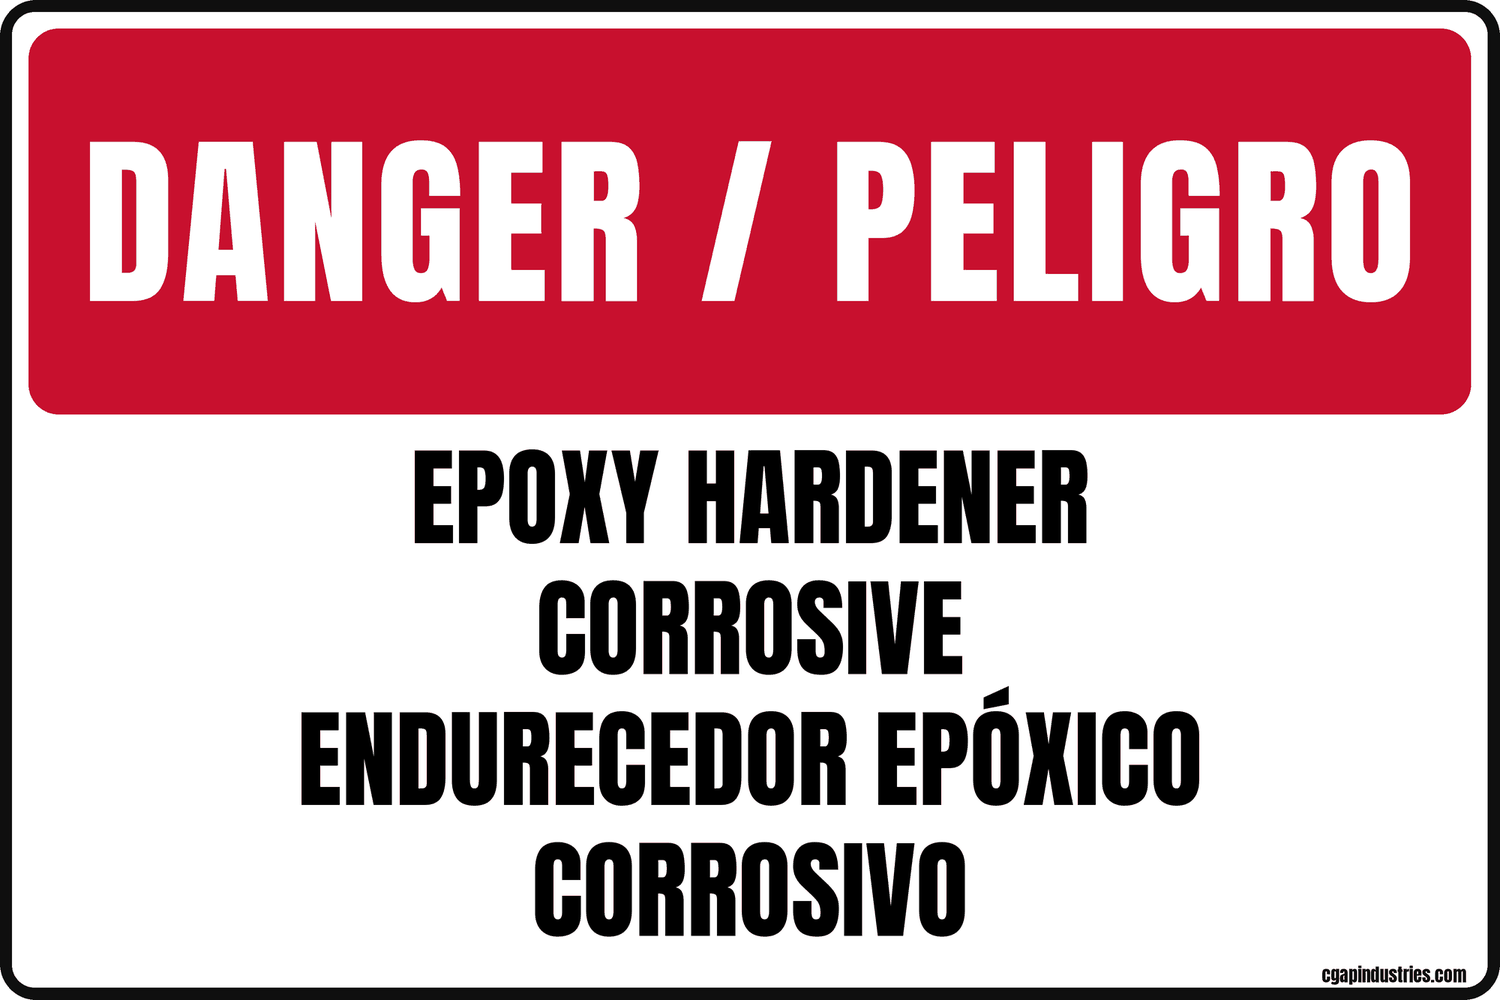 DANGER / PELIGRO
EPOXY HARDENER
CORROSIVE
ENDURECEDOR EPÓXICO
CORROSIVO
cgapindustries.com